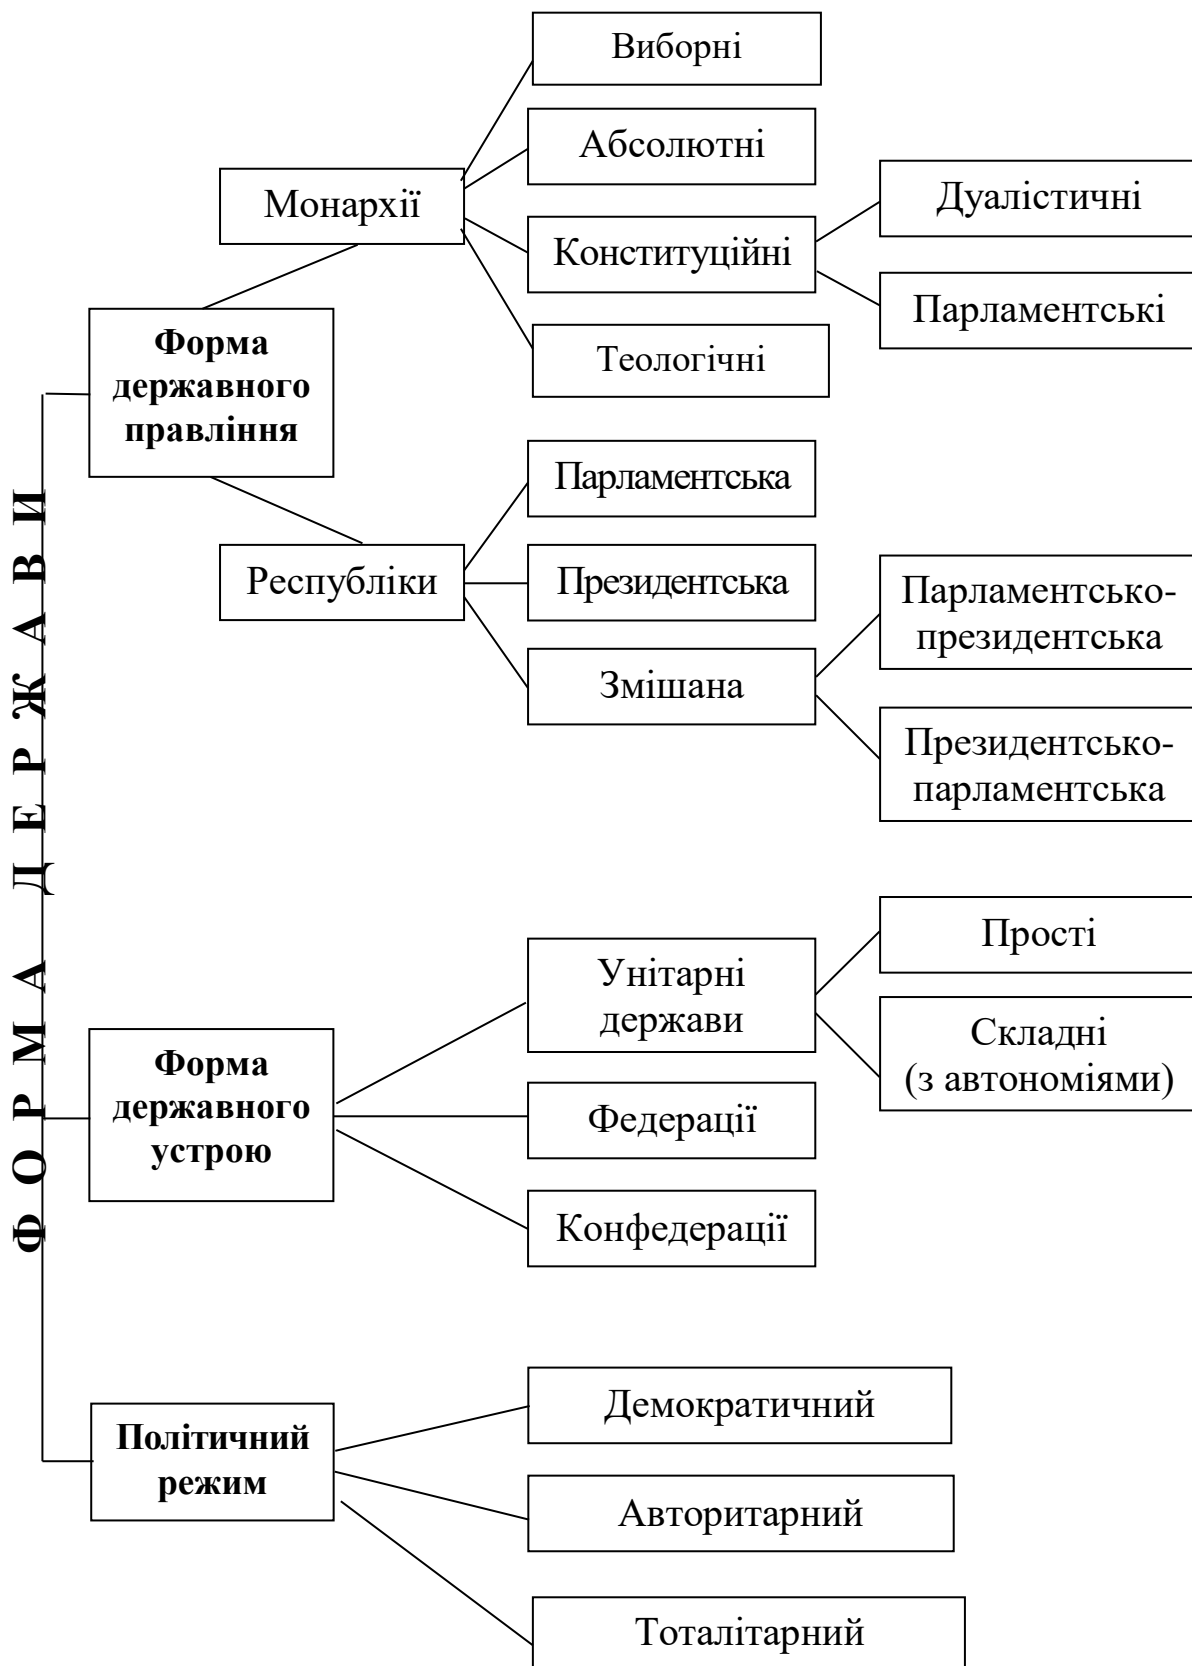 ФОРМА ДЕРЖАВИ
Форма
державного
правління
Монархії
Виборні
Абсолютні
Конституційні
Дуалістичні
Парламентські
Теологічні
Республіки
Парламентська
Президентська
Змішана
Парламентсько-
президентська
Президентсько-
парламентська
Форма
державного
устрою
Унітарні
держави
Прості
Складні
(з автономіями)
Федерації
Конфедерації
Політичний
режим
Демократичний
Авторитарний
Тоталітарний